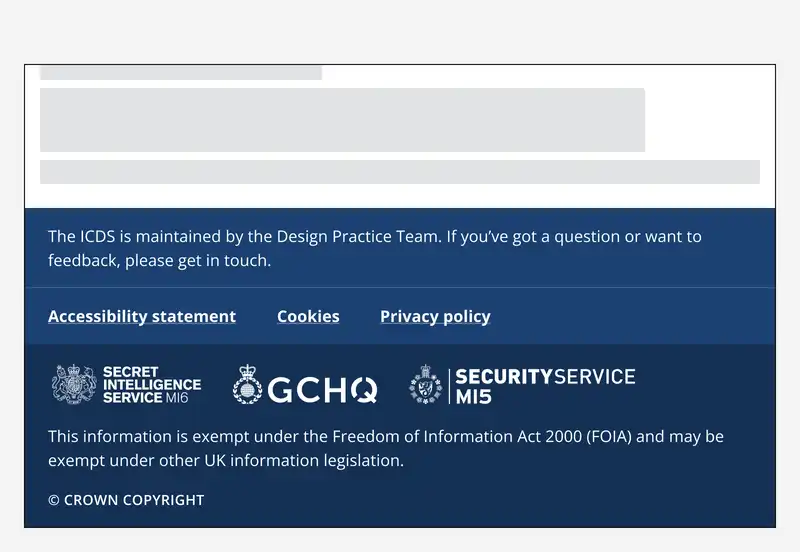 The ICDS is maintained by the Design Practice Team. If you’ve got a question or want to
feedback, please get in touch.
Accessibility statement Cookies Privacy policy
SECRET
INTELLIGENCE
SERVICE MI6
GCHQ
SECURITYSERVICE
MI5
This information is exempt under the Freedom of Information Act 2000 (FOIA) and may be
exempt under other UK information legislation.
© CROWN COPYRIGHT